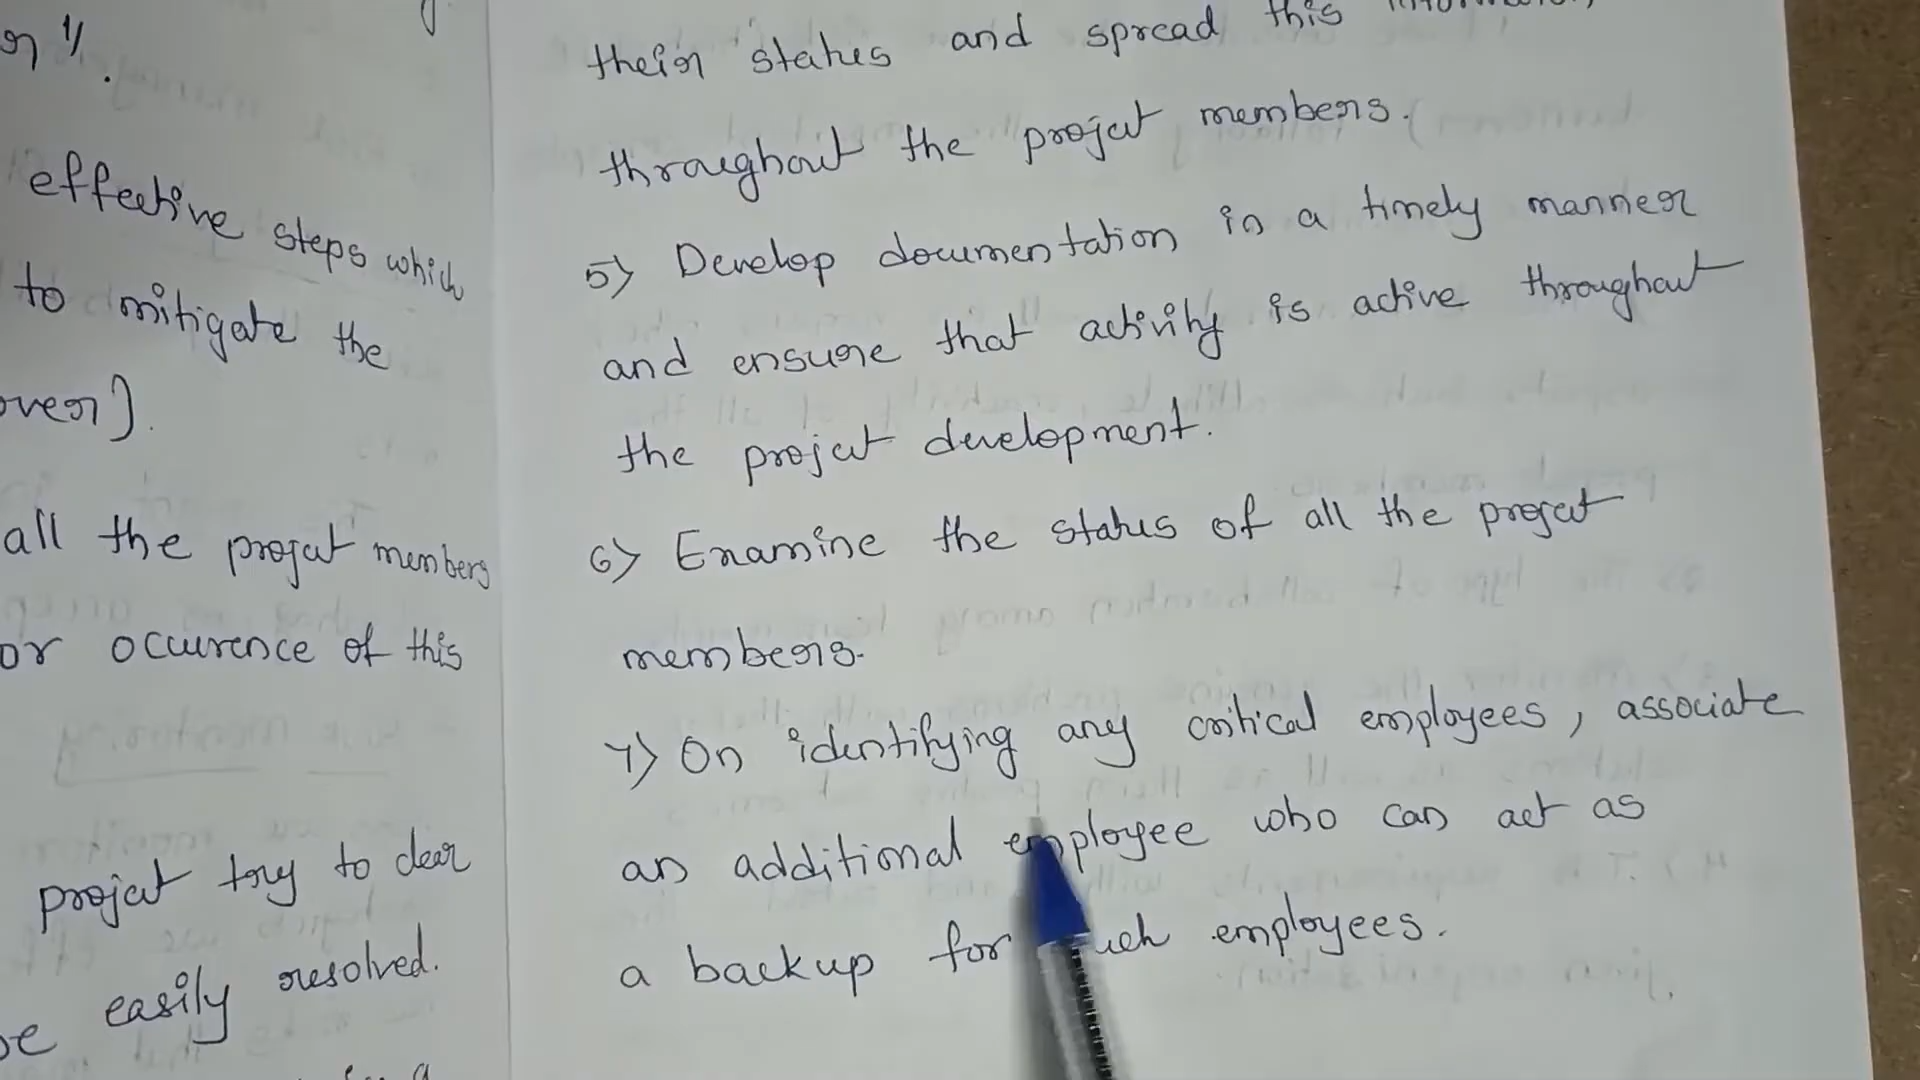 effective steps which
to mitigate the
all the project members
or occurence of this
project try to clear
easily resolved.
their status and spread this
throughout the project members.
5) Develop documentation in a timely manner
and ensure that activity is active throughout
the project development.
6) Examine the status of all the project
members.
7) On identifying any critical employees, associate
an additional employee who can act as
a backup for such employees.